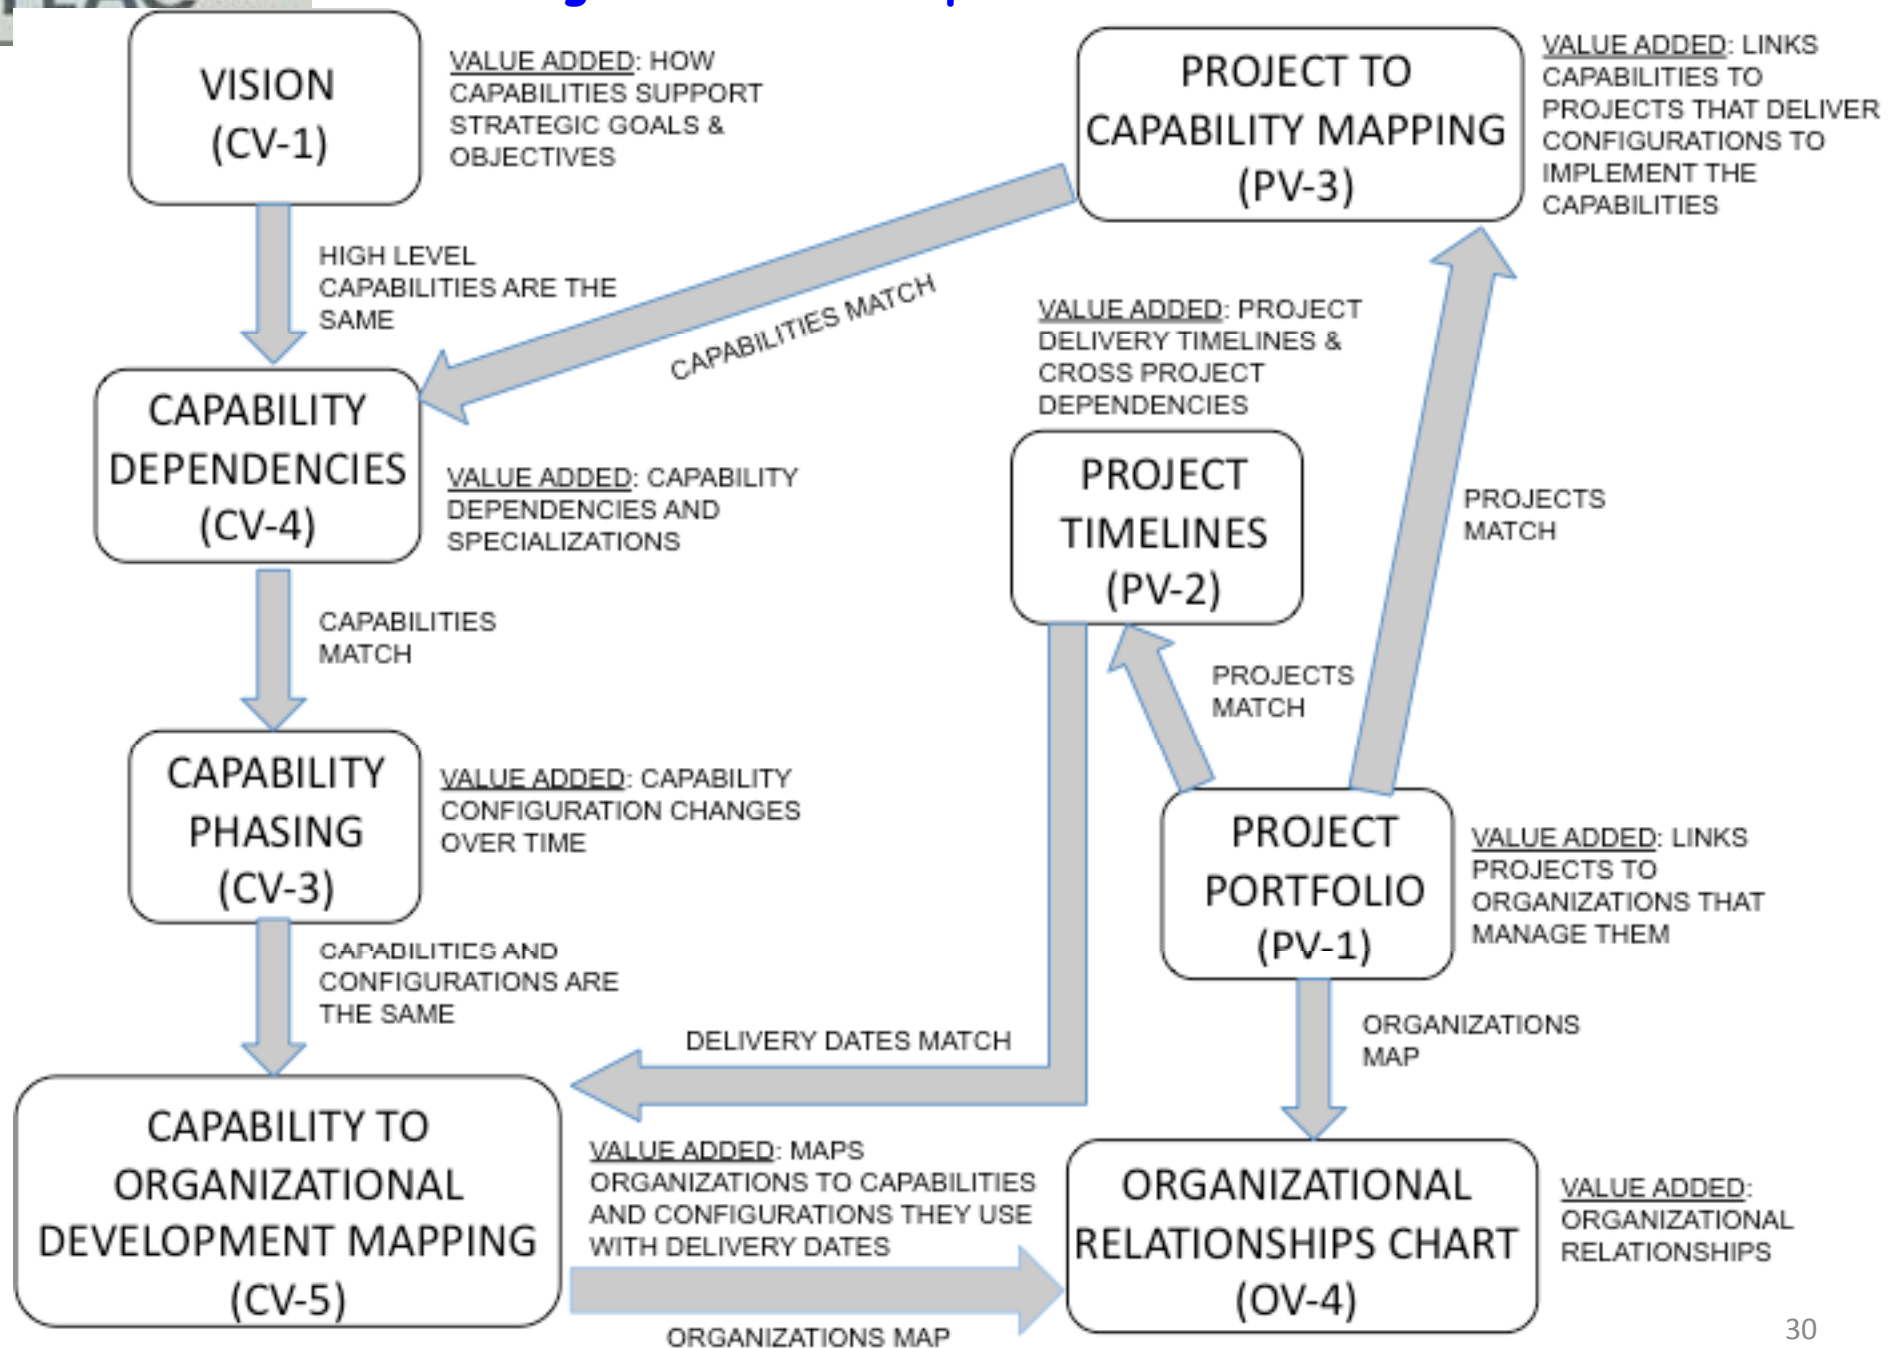 VISION
(CV-1)
VALUE ADDED: HOW
CAPABILITIES SUPPORT
STRATEGIC GOALS &
OBJECTIVES
PROJECT TO
CAPABILITY MAPPING
(PV-3)
VALUE ADDED: LINKS
CAPABILITIES TO
PROJECTS THAT DELIVER
CONFIGURATIONS TO
IMPLEMENT THE
CAPABILITIES
HIGH LEVEL
CAPABILITIES ARE THE
SAME
CAPABILITIES MATCH
VALUE ADDED: PROJECT
DELIVERY TIMELINES &
CROSS PROJECT
DEPENDENCIES
CAPABILITY
DEPENDENCIES
(CV-4)
VALUE ADDED: CAPABILITY
DEPENDENCIES AND
SPECIALIZATIONS
PROJECT
TIMELINES
(PV-2)
PROJECTS
MATCH
CAPABILITIES
MATCH
PROJECTS
MATCH
CAPABILITY
PHASING
(CV-3)
VALUE ADDED: CAPABILITY
CONFIGURATION CHANGES
OVER TIME
PROJECT
PORTFOLIO
(PV-1)
VALUE ADDED: LINKS
PROJECTS TO
ORGANIZATIONS THAT
MANAGE THEM
CAPABILITIES AND
CONFIGURATIONS ARE
THE SAME
DELIVERY DATES MATCH
ORGANIZATIONS
MAP
CAPABILITY TO
ORGANIZATIONAL
DEVELOPMENT MAPPING
(CV-5)
VALUE ADDED: MAPS
ORGANIZATIONS TO CAPABILITIES
AND CONFIGURATIONS THEY USE
WITH DELIVERY DATES
ORGANIZATIONAL
RELATIONSHIPS CHART
(OV-4)
VALUE ADDED:
ORGANIZATIONAL
RELATIONSHIPS
ORGANIZATIONS MAP
30